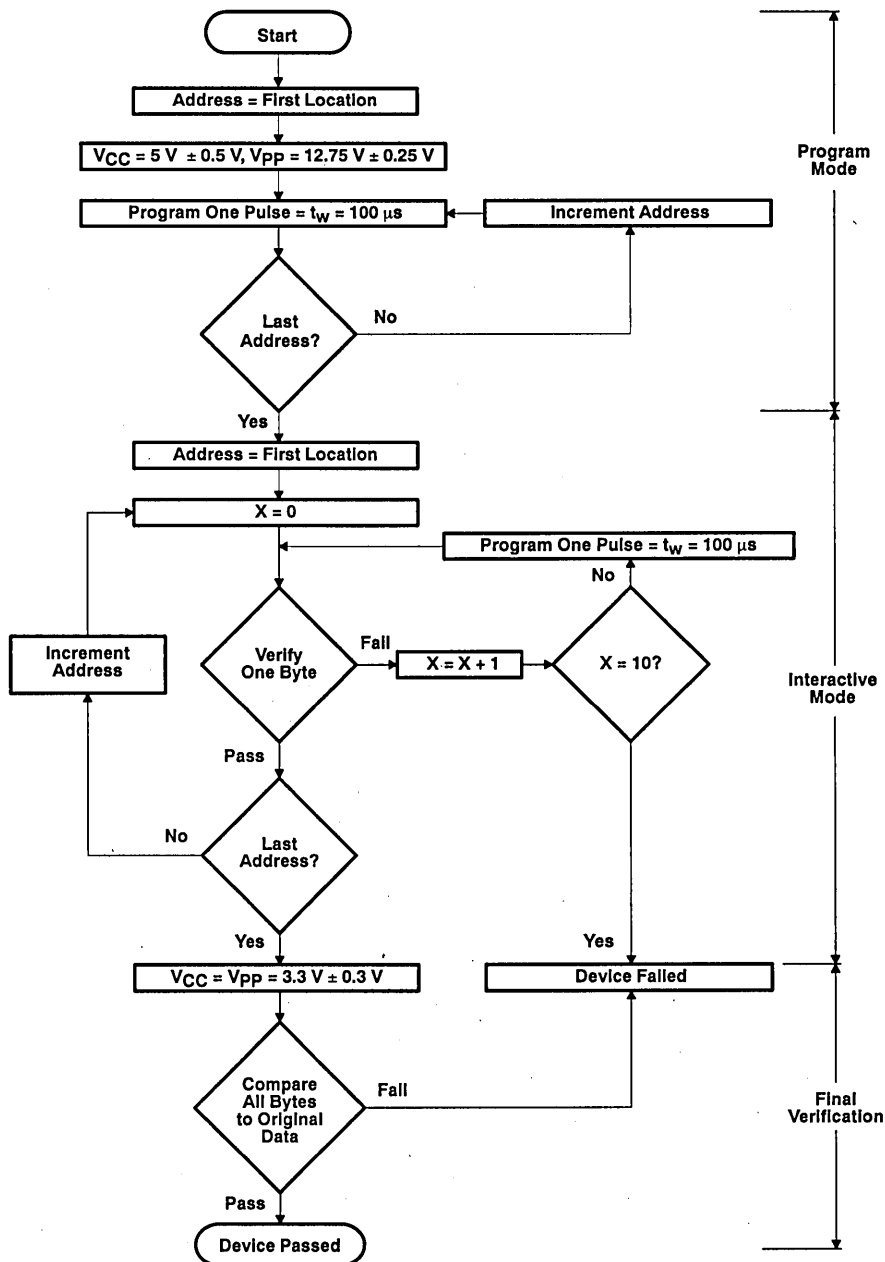 Start
Address = First Location
VCC = 5 V ± 0.5 V, VPP = 12.75 V ± 0.25 V
Program
Mode
Program One Pulse = tw = 100 μs
Increment Address
Last
Address?
No
Yes
Address = First Location
X = 0
Program One Pulse = tw = 100 μs
No
Increment
Address
Verify
One Byte
Fail
X = X + 1
X = 10?
Interactive
Mode
Pass
No
Last
Address?
Yes
Yes
VCC = VPP = 3.3 V ± 0.3 V
Device Failed
Compare
All Bytes
to Original
Data
Fail
Final
Verification
Pass
Device Passed